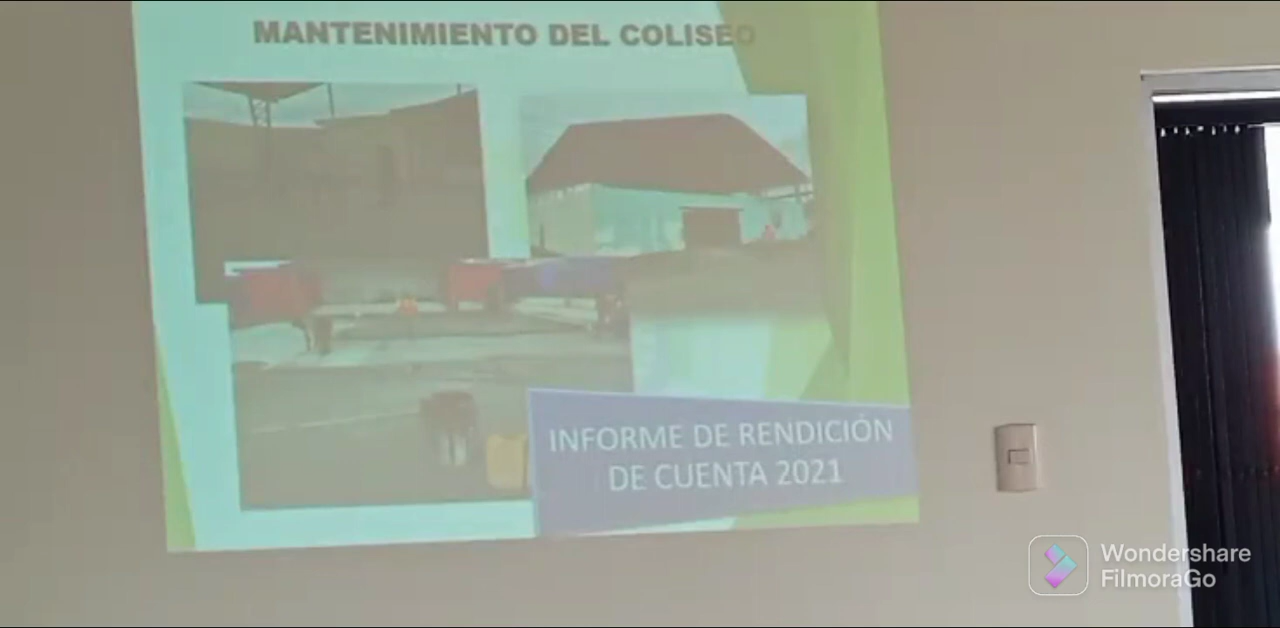 MANTENIMIENTO DEL COLISEO
INFORME DE RENDICIÓN
DE CUENTA 2021
Wondershare
FilmoraGo